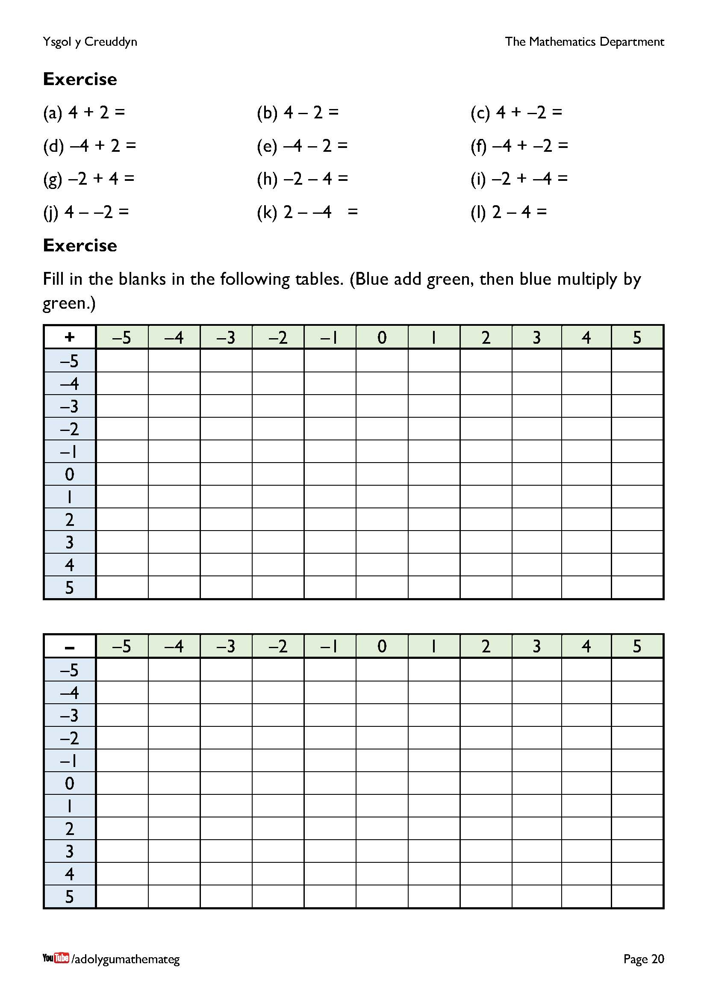 Ysgol y Creuddyn The Mathematics Department
Exercise
(a) 4 + 2 = (b) 4 – 2 = (c) 4 + –2 =
(d) –4 + 2 = (e) –4 – 2 = (f) –4 + –2 =
(g) –2 + 4 = (h) –2 – 4 = (i) –2 + –4 =
(j) 4 – –2 = (k) 2 – –4 = (l) 2 – 4 =
Exercise
Fill in the blanks in the following tables. (Blue add green, then blue multiply by
green.)
+ –5 –4 –3 –2 –1 0 1 2 3 4 5
–5
–4
–3
–2
–1
0
1
2
3
4
5
– –5 –4 –3 –2 –1 0 1 2 3 4 5
–5
–4
–3
–2
–1
0
1
2
3
4
5
YouTube/adolygumathemateg Page 20